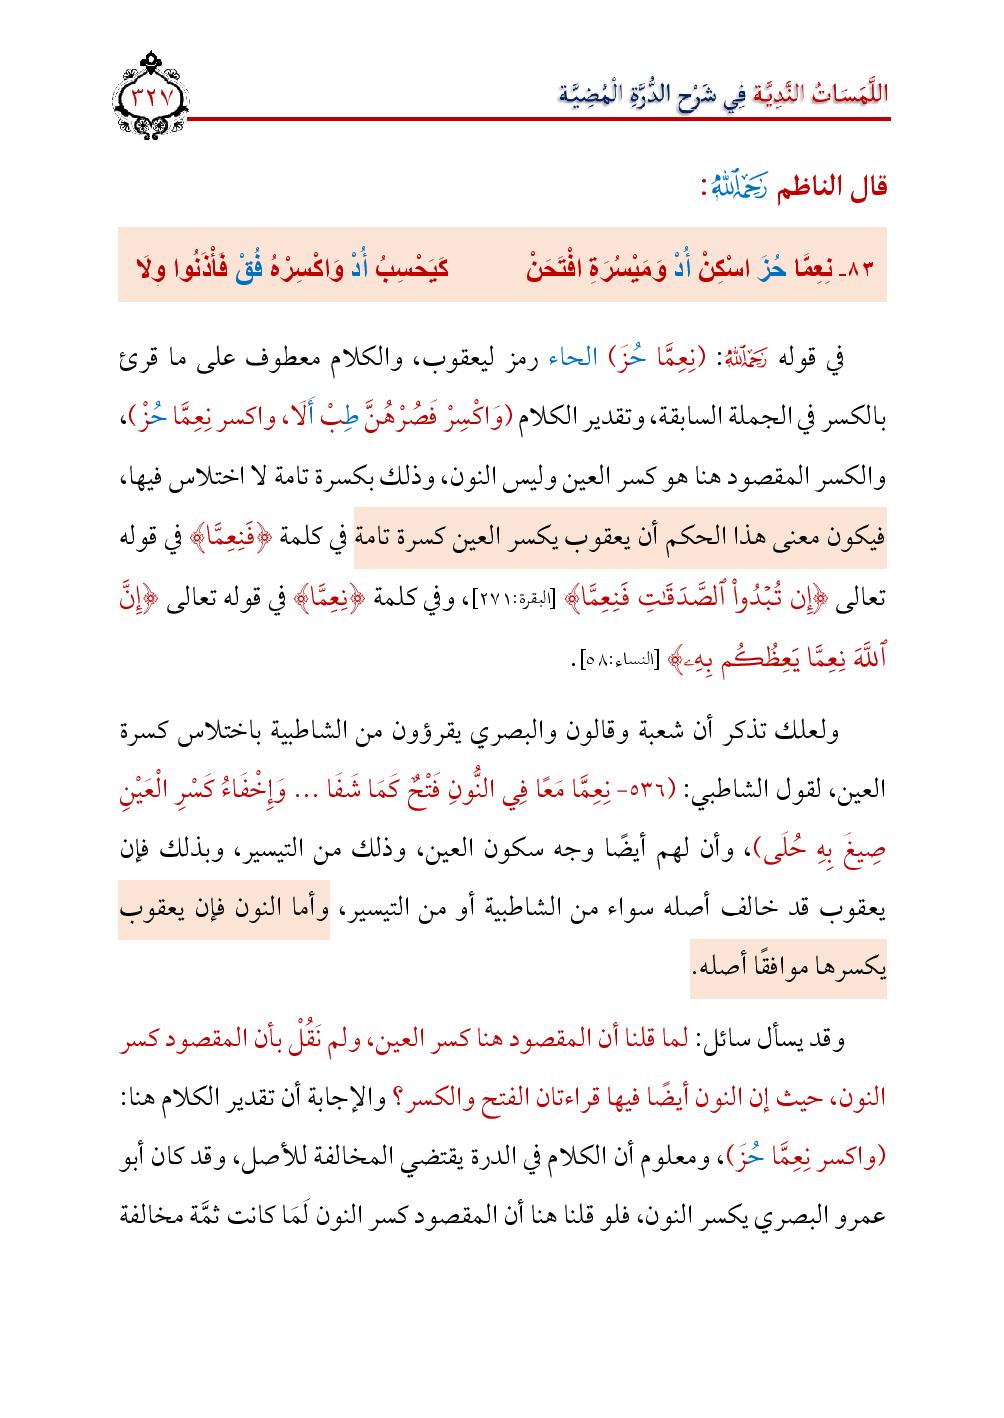 اللَّمَسَاتُ النَّدِيَّة فِي شَرْح الدُّرَّةِ الْمُضِيَّة
٣٢٧
قال الناظم رَحِمَهُ اللَّهُ:
٨٣- نِعِمَّا حُزَ اسْكِنْ أُدْ وَمَيْسُرَةِ افْتَحَنْ كَيَحْسِبُ أُدْ وَاكْسِرْهُ فُقْ فَأْذَنُوا وِلَا
في قوله رَحِمَهُ اللَّهُ: (نِعِمَّا حُزَ) الحاء رمز ليعقوب، والكلام معطوف على ما قرئ
بالكسر في الجملة السابقة، وتقدير الكلام (وَاكْسِرْ فَصُرْهُنَّ طِبْ أَلَا، واكسر نِعِمَّا حُزْ)،
والكسر المقصود هنا هو كسر العين وليس النون، وذلك بكسرة تامة لا اختلاس فيها،
فيكون معنى هذا الحكم أن يعقوب يكسر العين كسرة تامة في كلمة ﴿فَنِعِمَّا﴾ في قوله
تعالى ﴿إِن تُبْدُواْ ٱلصَّدَقَٰتِ فَنِعِمَّا﴾ [البقرة:٢٧١]، وفي كلمة ﴿نِعِمَّا﴾ في قوله تعالى ﴿إِنَّ
ٱللَّهَ نِعِمَّا يَعِظُكُم بِهِۦ﴾ [النساء:٥٨].
ولعلك تذكر أن شعبة وقالون والبصري يقرؤون من الشاطبية باختلاس كسرة
العين، لقول الشاطبي: (٥٣٦- نِعِمَّا مَعًا فِي النُّونِ فَتْحٌ كَمَا شَفَا ... وَإِخْفَاءُ كَسْرِ الْعَيْنِ
صِيغَ بِهِ حُلَى)، وأن لهم أيضًا وجه سكون العين، وذلك من التيسير، وبذلك فإن
يعقوب قد خالف أصله سواء من الشاطبية أو من التيسير، وأما النون فإن يعقوب
يكسرها موافقًا أصله.
وقد يسأل سائل: لما قلنا أن المقصود هنا كسر العين، ولم نَقُلْ بأن المقصود كسر
النون، حيث إن النون أيضًا فيها قراءتان الفتح والكسر؟ والإجابة أن تقدير الكلام هنا:
(واكسر نِعِمَّا حُزَ)، ومعلوم أن الكلام في الدرة يقتضي المخالفة للأصل، وقد كان أبو
عمرو البصري يكسر النون، فلو قلنا هنا أن المقصود كسر النون لَمَا كانت ثمَّة مخالفة